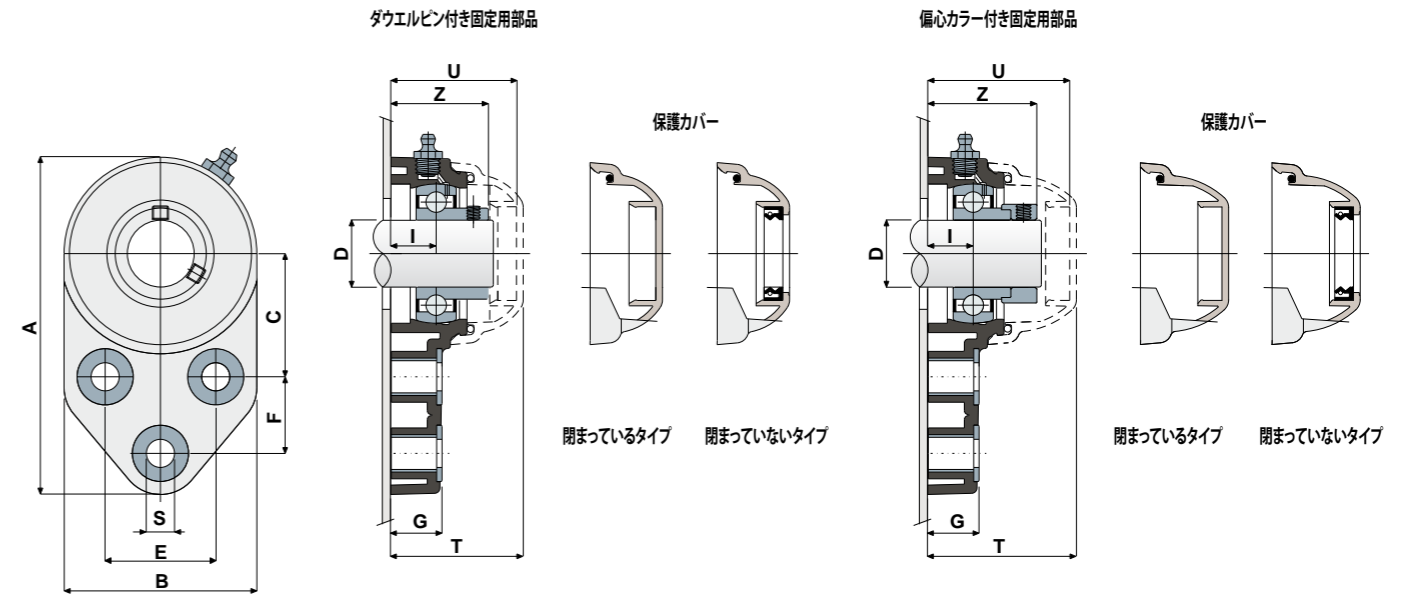 ダウエルピン付き固定用部品
偏心カラー付き固定用部品
U
Z
保護カバー
U
Z
保護カバー
A
D
I
C
D
I
F
閉まっているタイプ
閉まっていないタイプ
閉まっているタイプ
閉まっていないタイプ
S
G
G
E
T
T
B